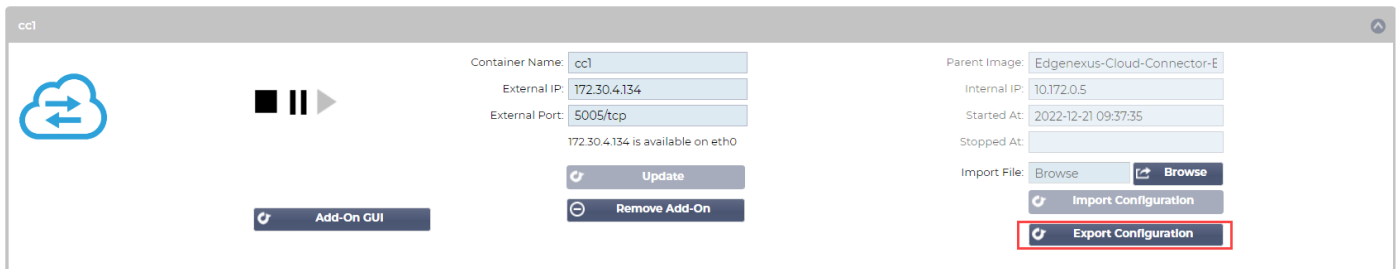 cc1
Container Name: cc1
External IP: 172.30.4.134
External Port: 5005/tcp
172.30.4.134 is available on eth0
Update
Remove Add-On
Add-On GUI
Parent Image: Edgenexus-Cloud-Connector-E
Internal IP: 10.172.0.5
Started At: 2022-12-21 09:37:35
Stopped At:
Import File: Browse Browse
Import Configuration
Export Configuration